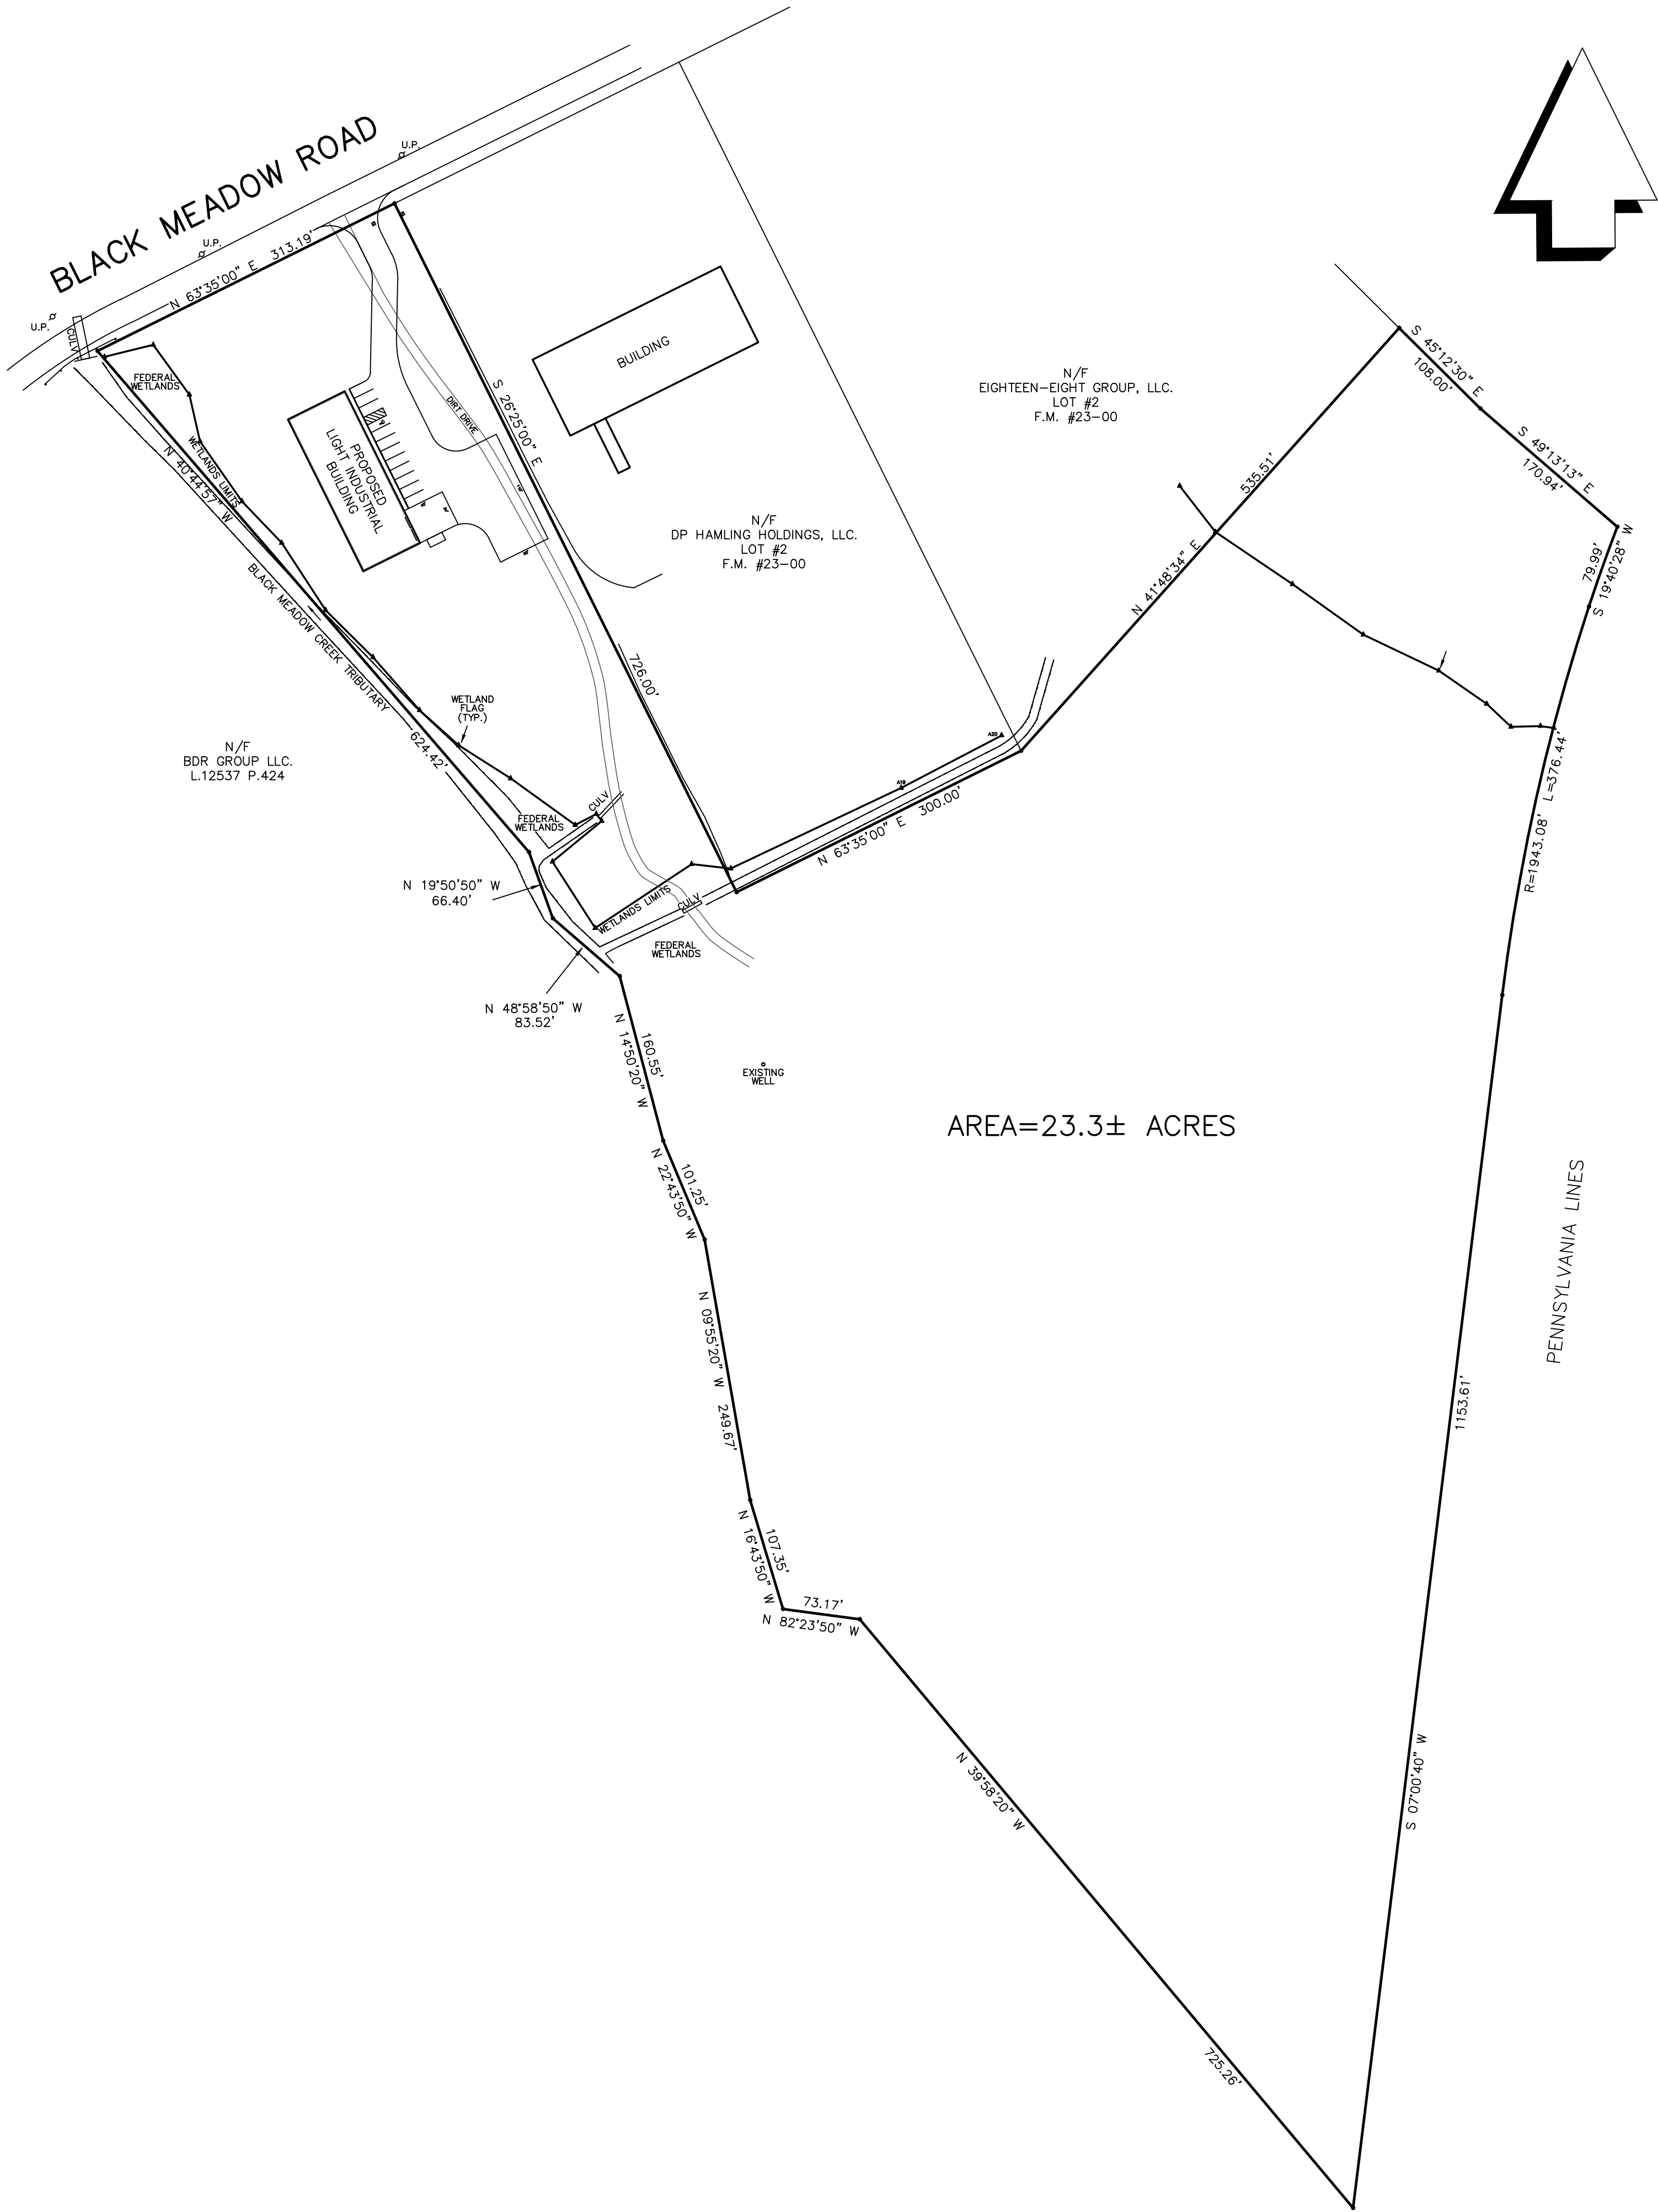 BLACK MEADOW ROAD
U.P.
U.P.
U.P.
CULV
N 63°35'00" E 313.19'
FEDERAL
WETLANDS
WETLANDS LIMITS
N 40°44'57" W
624.42'
BLACK MEADOW CREEK TRIBUTARY
PROPOSED
LIGHT INDUSTRIAL
BUILDING
DIRT DRIVE
S 26°25'00" E
726.00'
BUILDING
N/F
DP HAMLING HOLDINGS, LLC.
LOT #2
F.M. #23-00
N/F
EIGHTEEN-EIGHT GROUP, LLC.
LOT #2
F.M. #23-00
N/F
BDR GROUP LLC.
L.12537 P.424
WETLAND
FLAG
(TYP.)
CULV
FEDERAL
WETLANDS
WETLANDS LIMITS
CULV
FEDERAL
WETLANDS
A19
A20
N 63°35'00" E 300.00'
N 41°48'34" E
535.51'
S 45°12'30" E
108.00'
S 49°13'13" E
170.94'
79.99'
S 19°40'28" W
R=1943.08' L=376.44'
N 19°50'50" W
66.40'
N 48°58'50" W
83.52'
160.55'
N 14°50'20" W
EXISTING
WELL
AREA=23.3± ACRES
101.25'
N 22°43'50" W
N 09°55'20" W 249.67'
107.35'
N 16°43'50" W
73.17'
N 82°23'50" W
N 39°58'20" W
725.26'
PENNSYLVANIA LINES
1153.61'
S 07°00'40" W